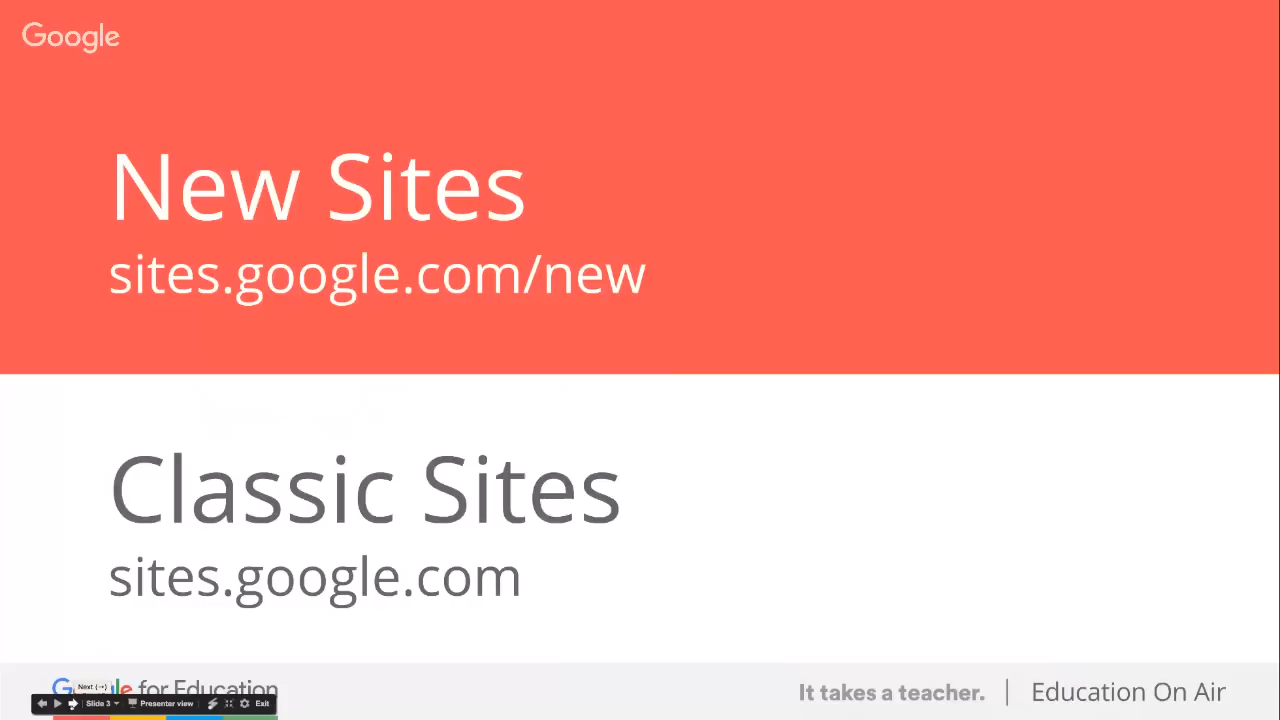 Google
New Sites
sites.google.com/new
Classic Sites
sites.google.com
Google for Education
Next (→)
Slide 3
Presenter view
Exit
It takes a teacher.
Education On Air